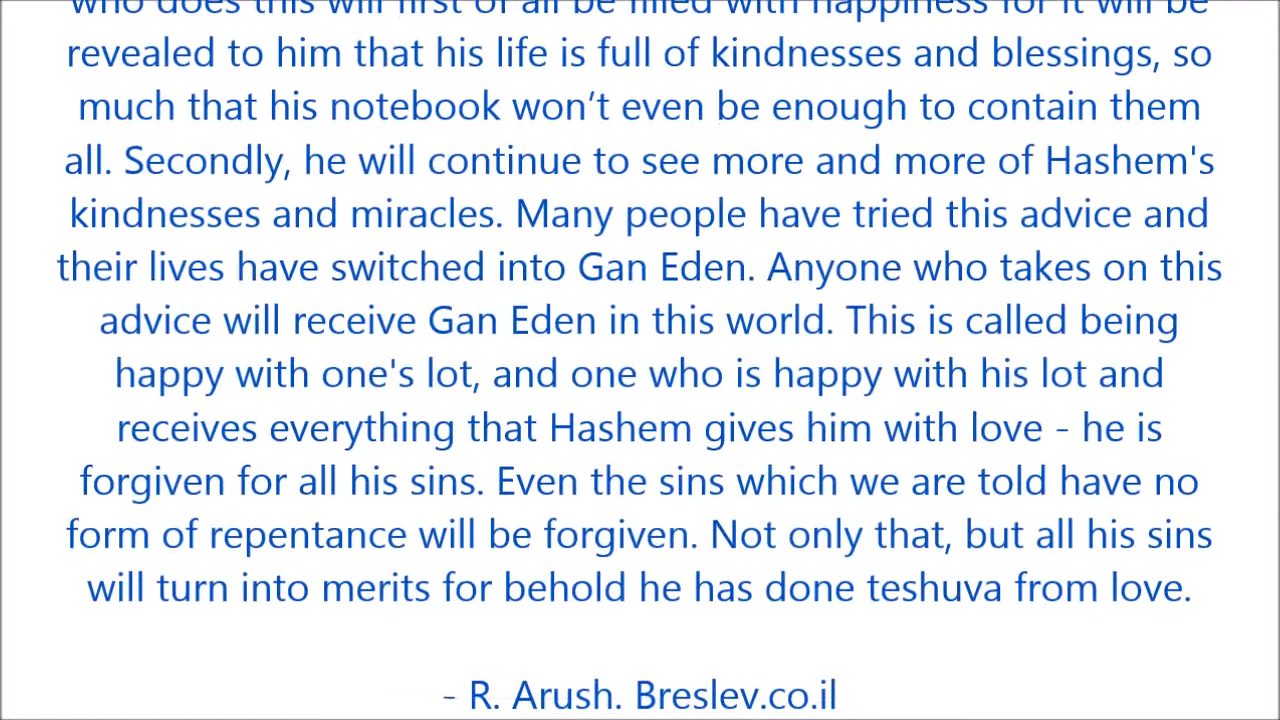 who does this will first of all be filled with happiness for it will be
revealed to him that his life is full of kindnesses and blessings, so
much that his notebook won’t even be enough to contain them
all. Secondly, he will continue to see more and more of Hashem's
kindnesses and miracles. Many people have tried this advice and
their lives have switched into Gan Eden. Anyone who takes on this
advice will receive Gan Eden in this world. This is called being
happy with one's lot, and one who is happy with his lot and
receives everything that Hashem gives him with love - he is
forgiven for all his sins. Even the sins which we are told have no
form of repentance will be forgiven. Not only that, but all his sins
will turn into merits for behold he has done teshuva from love.
- R. Arush. Breslev.co.il